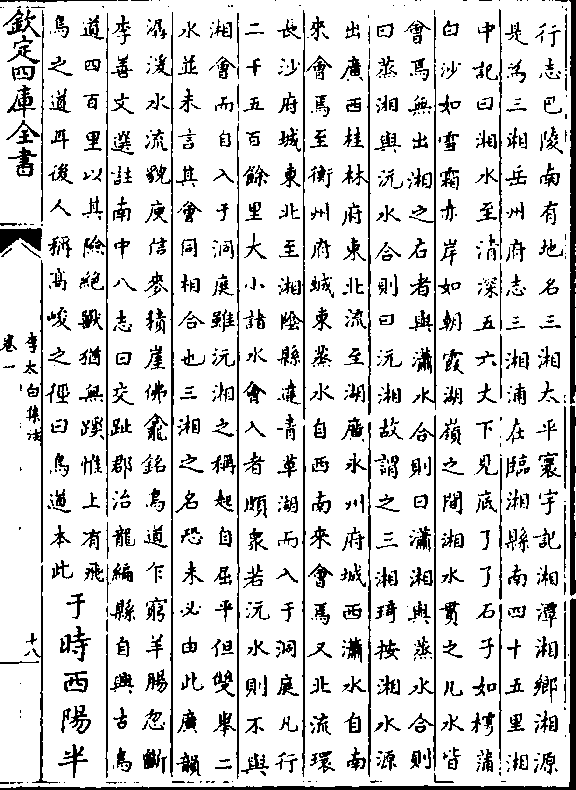 行志巴陵南有地名三湘太平寰宇記湘潭湘鄉湘源
是為三湘岳州府志三湘浦在臨湘縣南四十五里湘
中記曰湘水至清深五六丈下見底了了石子如樗蒲
白沙如雪霜赤岸如朝霞湖嶺之間湘水貫之凡水皆
會焉無出湘之右者與瀟水合則曰瀟湘與蒸水合則
曰蒸湘與沅水合則曰沅湘故謂之三湘琦按湘水源
出廣西桂林府東北流至湖廣永州府城西瀟水自南
來會焉至衡州府城東蒸水自西南來會焉又北流環
長沙府城東北至湘陰縣達青草湖而入于洞庭凡行
二千五百餘里大小諸水會入者頗衆若沅水則不與
湘會而自入于洞庭雖沅湘之稱起自屈平但雙舉二
水並未言其會同相合也三湘之名恐未必由此廣韻
潺湲水流貌庾信麥積崖佛龕銘鳥道乍窮羊腸忽斷
李善文選註南中八志曰交趾郡治龍編縣自興古鳥
道四百里以其險絶獸猶無蹊惟上有飛
鳥之道耳後人稱高峻之徑曰鳥道本此
于時西陽半
欽定四庫全書
李太白集注
卷一
十八